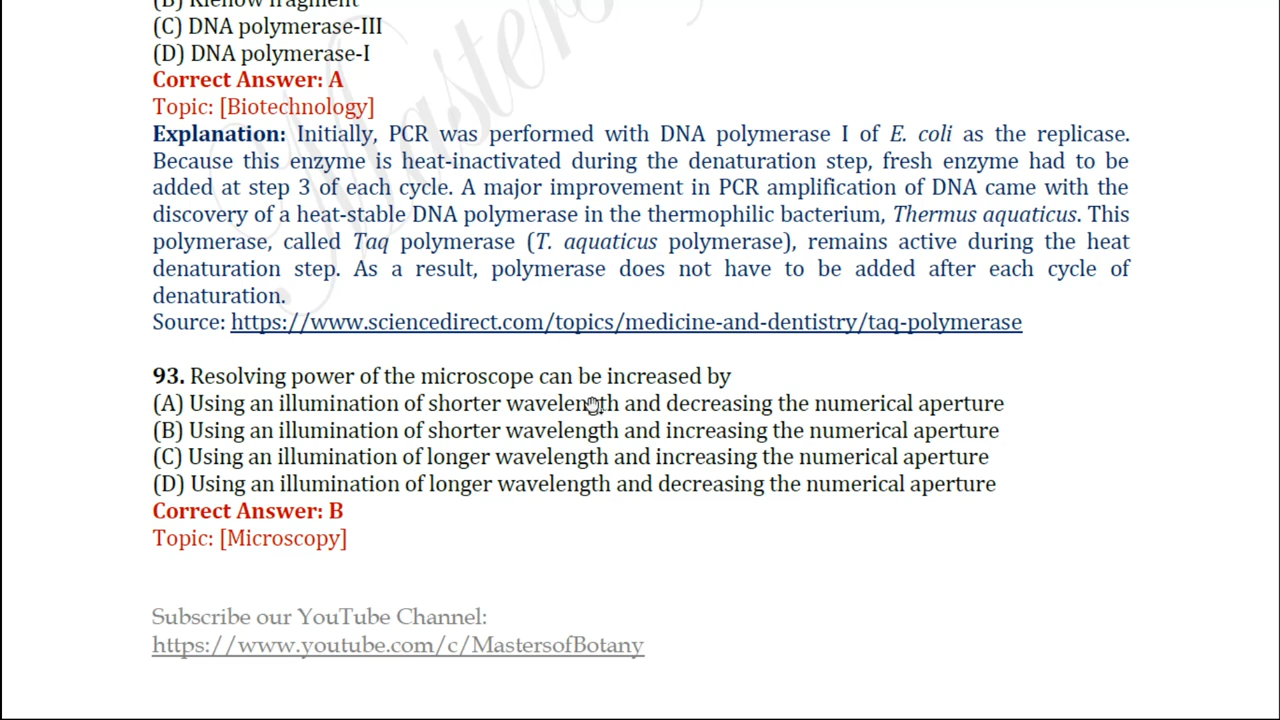 (B) Klenow fragment
(C) DNA polymerase-III
(D) DNA polymerase-I
Correct Answer: A
Topic: [Biotechnology]
Explanation: Initially, PCR was performed with DNA polymerase I of E. coli as the replicase.
Because this enzyme is heat-inactivated during the denaturation step, fresh enzyme had to be
added at step 3 of each cycle. A major improvement in PCR amplification of DNA came with the
discovery of a heat-stable DNA polymerase in the thermophilic bacterium, Thermus aquaticus. This
polymerase, called Taq polymerase (T. aquaticus polymerase), remains active during the heat
denaturation step. As a result, polymerase does not have to be added after each cycle of
denaturation.
Source: https://www.sciencedirect.com/topics/medicine-and-dentistry/taq-polymerase
93. Resolving power of the microscope can be increased by
(A) Using an illumination of shorter wavelength and decreasing the numerical aperture
(B) Using an illumination of shorter wavelength and increasing the numerical aperture
(C) Using an illumination of longer wavelength and increasing the numerical aperture
(D) Using an illumination of longer wavelength and decreasing the numerical aperture
Correct Answer: B
Topic: [Microscopy]
Subscribe our YouTube Channel:
https://www.youtube.com/c/MastersofBotany